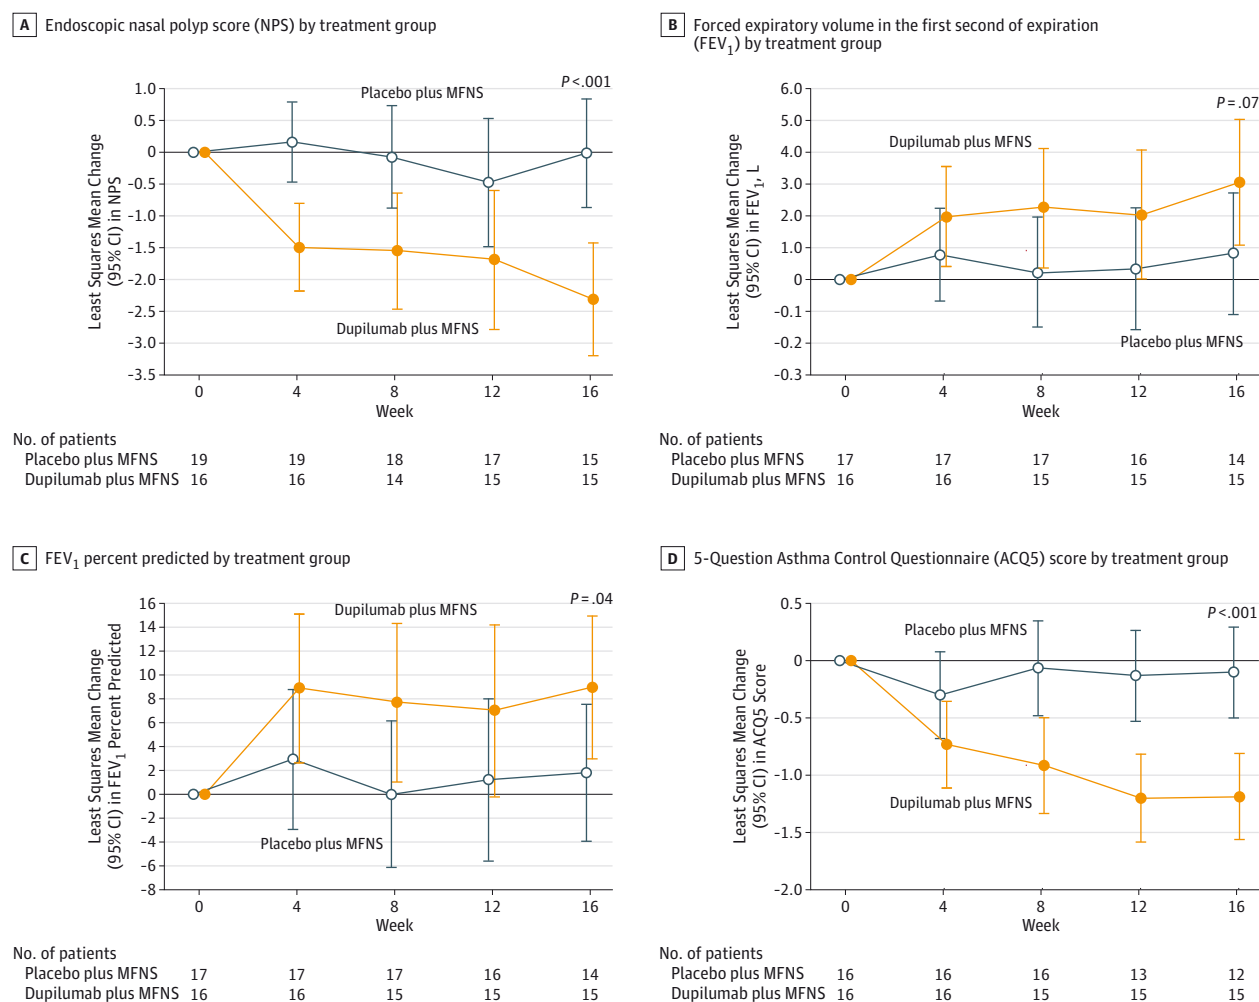 A Endoscopic nasal polyp score (NPS) by treatment group
P <.001
Placebo plus MFNS
Dupilumab plus MFNS
Least Squares Mean Change
(95% CI) in NPS
1.0
0.5
0
-0.5
-1.0
-1.5
-2.0
-2.5
-3.0
-3.5
0 4 8 12 16
Week
No. of patients
Placebo plus MFNS 19 19 18 17 15
Dupilumab plus MFNS 16 16 14 15 15
B Forced expiratory volume in the first second of expiration
(FEV1) by treatment group
P = .07
Dupilumab plus MFNS
Placebo plus MFNS
Least Squares Mean Change
(95% CI) in FEV1, L
6.0
5.0
4.0
3.0
2.0
1.0
0
-0.1
-0.2
-0.3
0 4 8 12 16
Week
No. of patients
Placebo plus MFNS 17 17 17 16 14
Dupilumab plus MFNS 16 16 15 15 15
C FEV1 percent predicted by treatment group
P = .04
Dupilumab plus MFNS
Placebo plus MFNS
Least Squares Mean Change
(95% CI) in FEV1 Percent Predicted
16
14
12
10
8
6
4
2
0
-2
-4
-6
-8
0 4 8 12 16
Week
No. of patients
Placebo plus MFNS 17 17 17 16 14
Dupilumab plus MFNS 16 16 15 15 15
D 5-Question Asthma Control Questionnaire (ACQ5) score by treatment group
P <.001
Placebo plus MFNS
Dupilumab plus MFNS
Least Squares Mean Change
(95% CI) in ACQ5 Score
0.5
0
-0.5
-1.0
-1.5
-2.0
0 4 8 12 16
Week
No. of patients
Placebo plus MFNS 16 16 16 13 12
Dupilumab plus MFNS 16 16 15 15 15